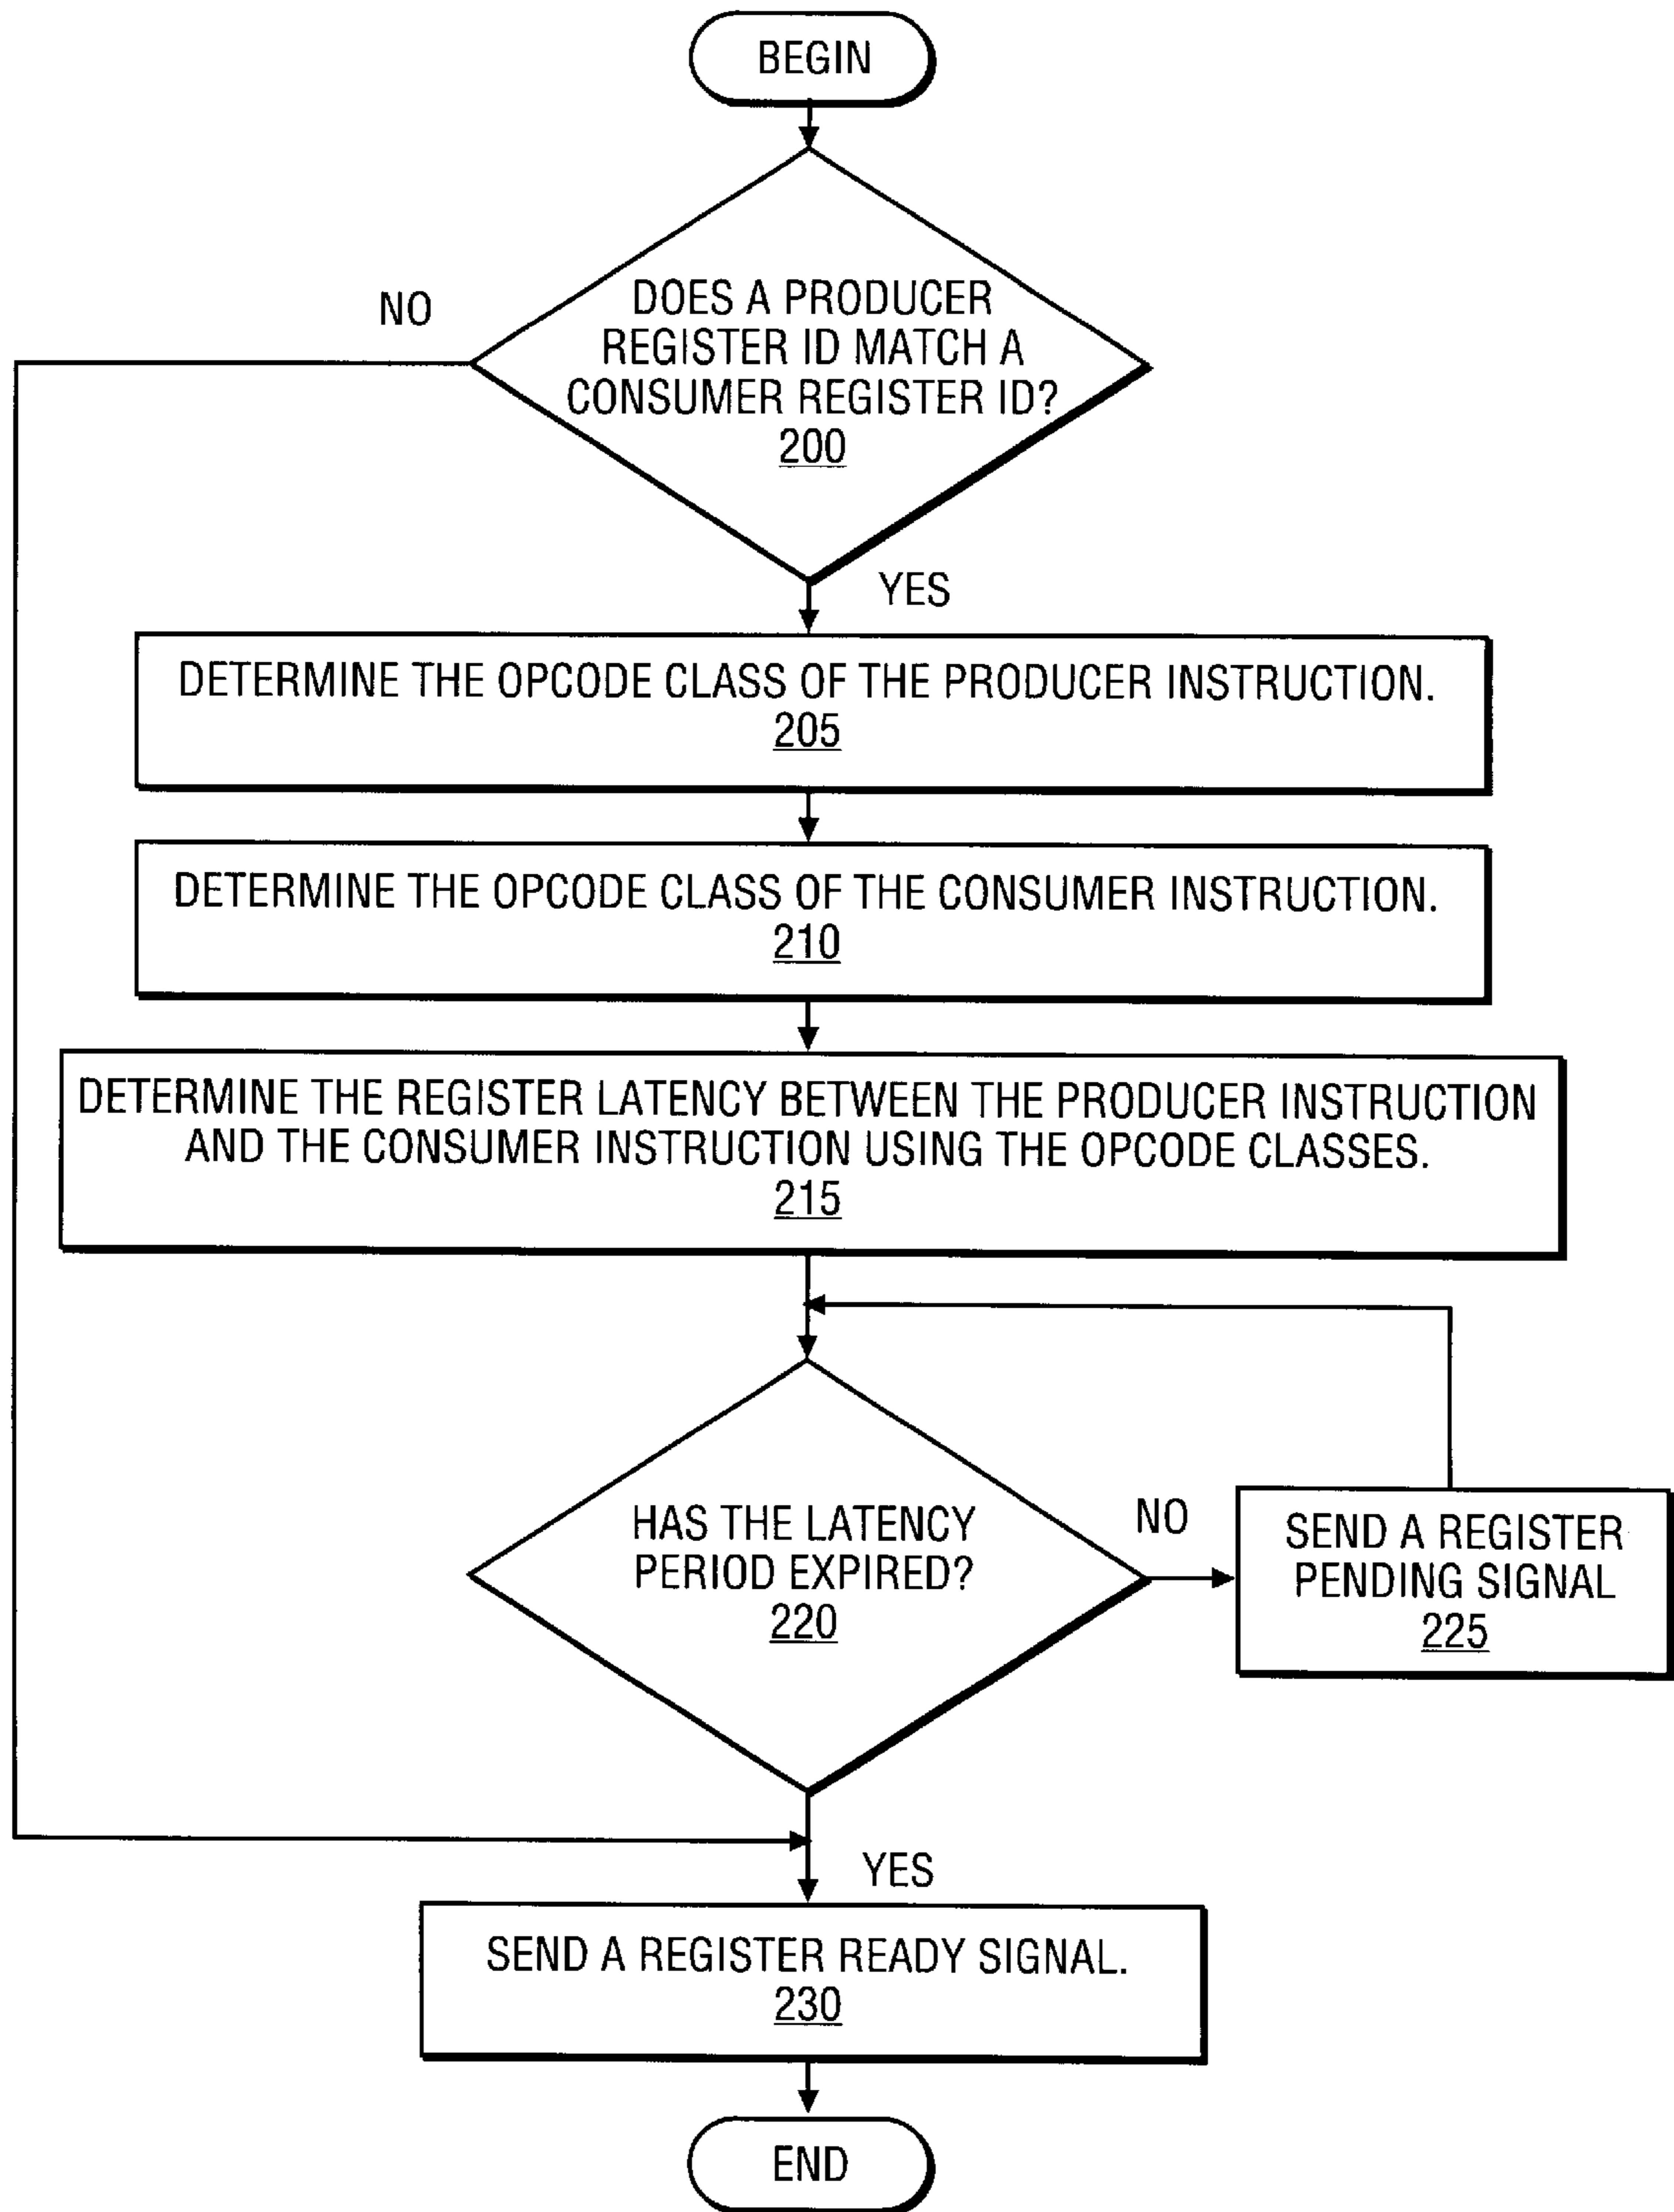 BEGIN
NO
DOES A PRODUCER
REGISTER ID MATCH A
CONSUMER REGISTER ID?
200
YES
DETERMINE THE OPCODE CLASS OF THE PRODUCER INSTRUCTION.
205
DETERMINE THE OPCODE CLASS OF THE CONSUMER INSTRUCTION.
210
DETERMINE THE REGISTER LATENCY BETWEEN THE PRODUCER INSTRUCTION
AND THE CONSUMER INSTRUCTION USING THE OPCODE CLASSES.
215
HAS THE LATENCY
PERIOD EXPIRED?
220
NO
SEND A REGISTER
PENDING SIGNAL
225
YES
SEND A REGISTER READY SIGNAL.
230
END